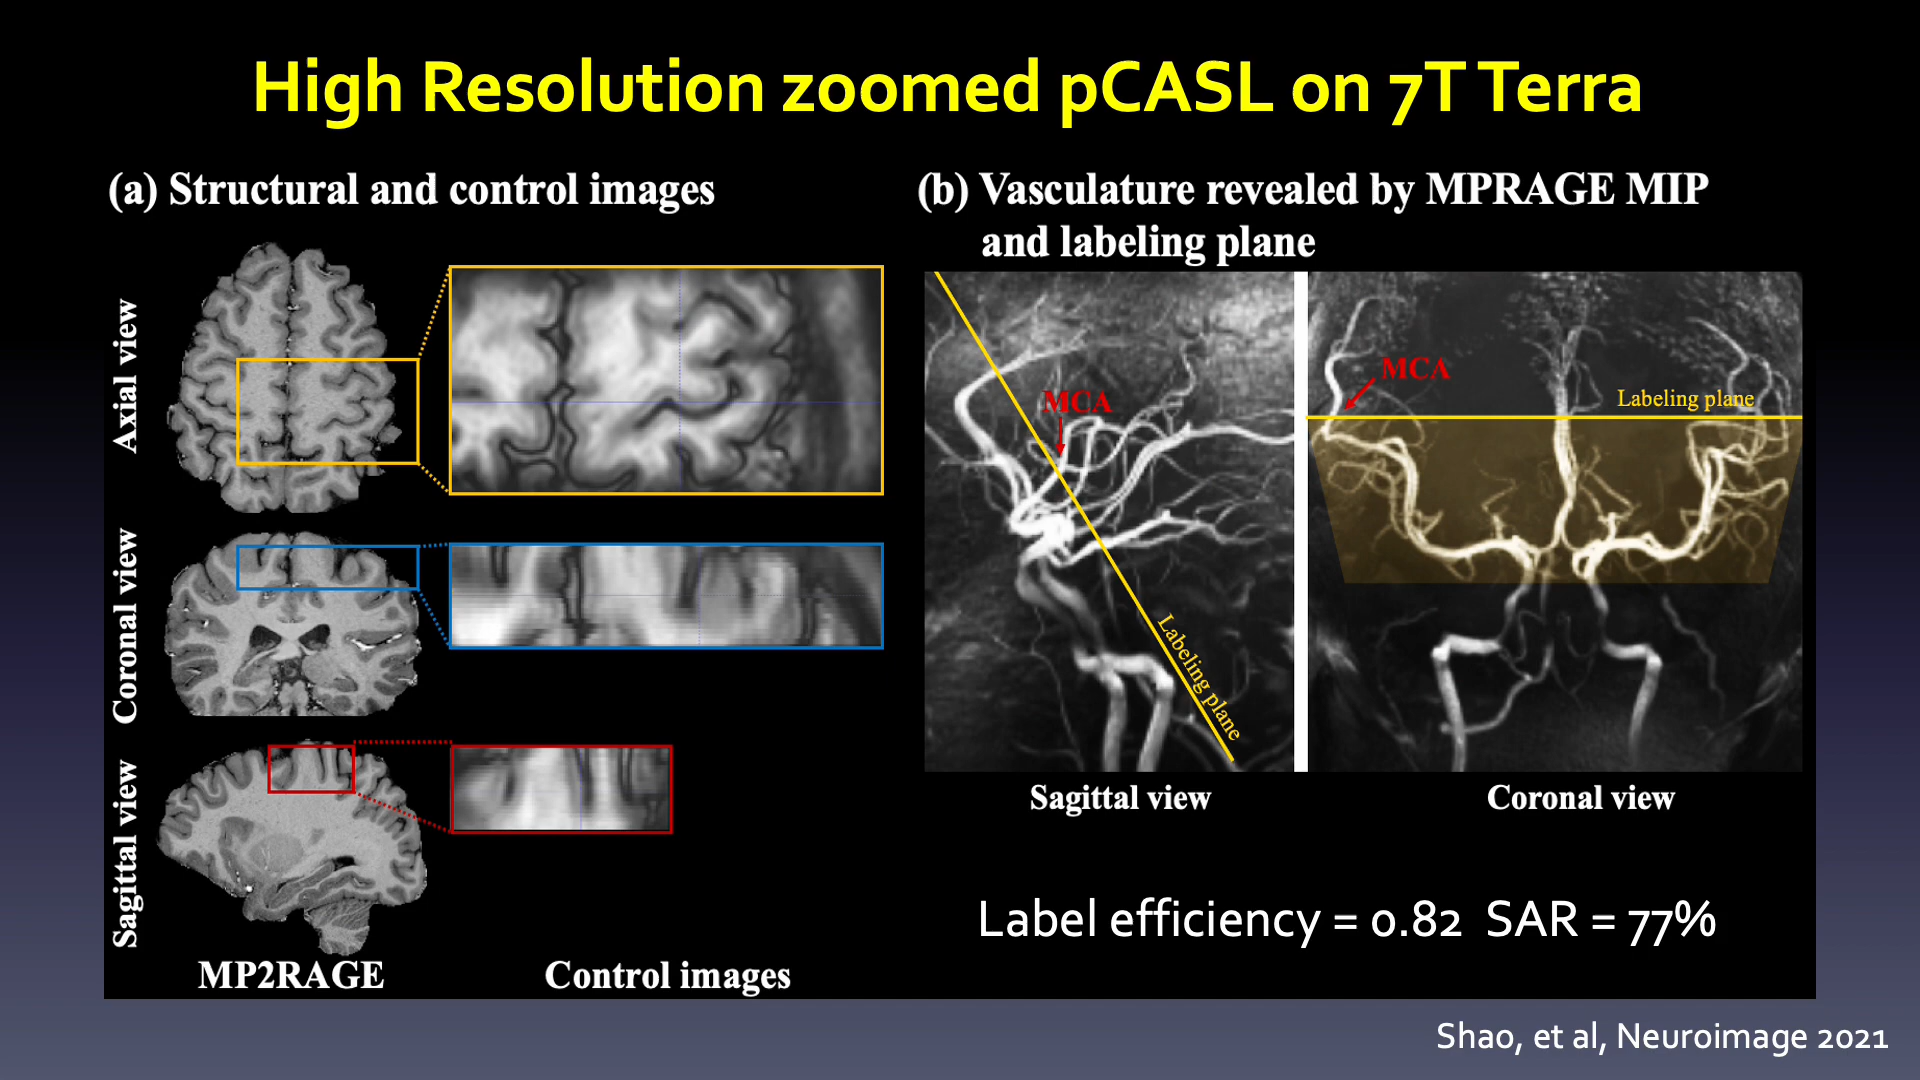 High Resolution zoomed pCASL on 7T Terra
(a) Structural and control images
Axial view
Coronal view
Sagittal view
MP2RAGE
Control images
(b) Vasculature revealed by MPRAGE MIP
and labeling plane
MCA
Labeling plane
MCA
Labeling plane
Sagittal view
Coronal view
Label efficiency = 0.82 SAR = 77%
Shao, et al, Neuroimage 2021